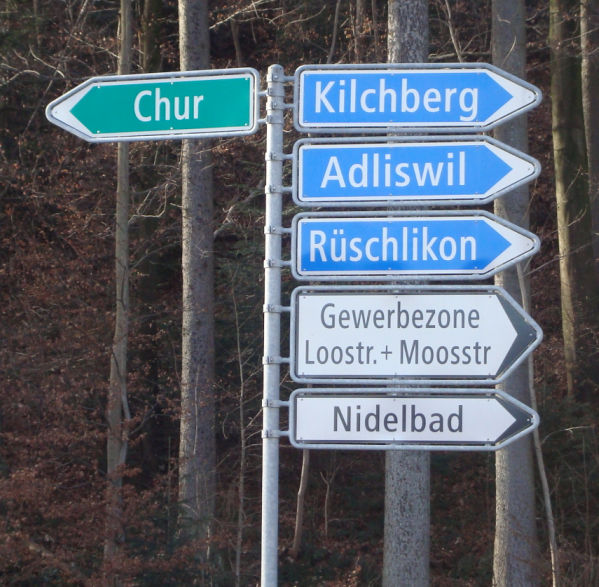 Chur
Kilchberg
Adliswil
Rüschlikon
Gewerbezone
Loostr. + Moosstr
Nidelbad